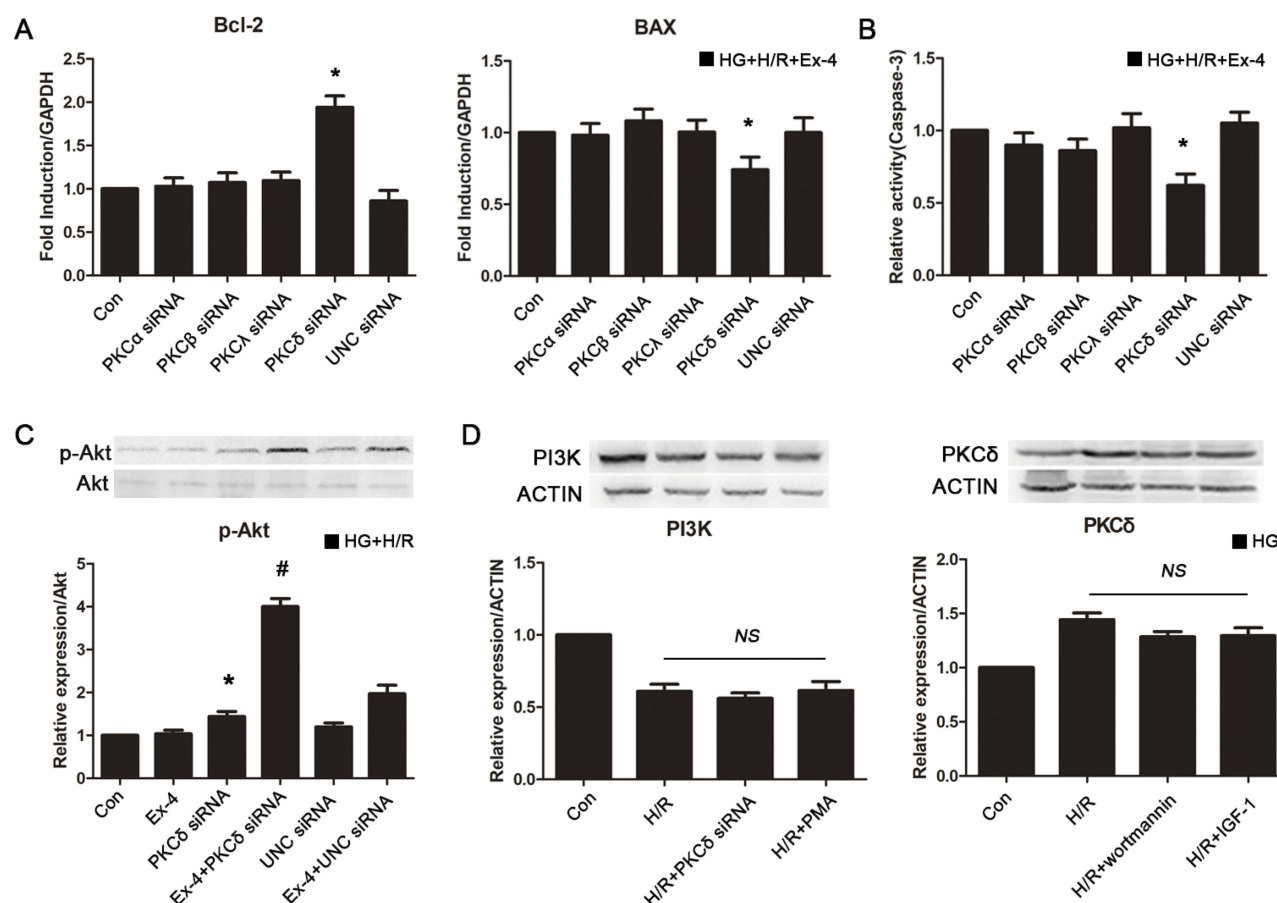 A
Bcl-2
Fold Induction/GAPDH
2.5
2.0
1.5
1.0
0.5
0.0
*
Con
PKCα siRNA
PKCβ siRNA
PKCλ siRNA
PKCδ siRNA
UNC siRNA
BAX
HG+H/R+Ex-4
Fold Induction/GAPDH
1.5
1.0
0.5
0.0
*
Con
PKCα siRNA
PKCβ siRNA
PKCλ siRNA
PKCδ siRNA
UNC siRNA
B
HG+H/R+Ex-4
Relative activity(Caspase-3)
1.5
1.0
0.5
0.0
*
Con
PKCα siRNA
PKCβ siRNA
PKCλ siRNA
PKCδ siRNA
UNC siRNA
C
p-Akt
Akt
p-Akt
HG+H/R
Relative expression/Akt
5
4
3
2
1
0
*
#
Con
Ex-4
PKCδ siRNA
Ex-4+PKCδ siRNA
UNC siRNA
Ex-4+UNC siRNA
D
PI3K
ACTIN
PI3K
Relative expression/ACTIN
1.5
1.0
0.5
0.0
NS
Con
H/R
H/R+PKCδ siRNA
H/R+PMA
PKCδ
ACTIN
PKCδ
HG
Relative expression/ACTIN
2.0
1.5
1.0
0.5
0.0
NS
Con
H/R
H/R+wortmannin
H/R+IGF-1